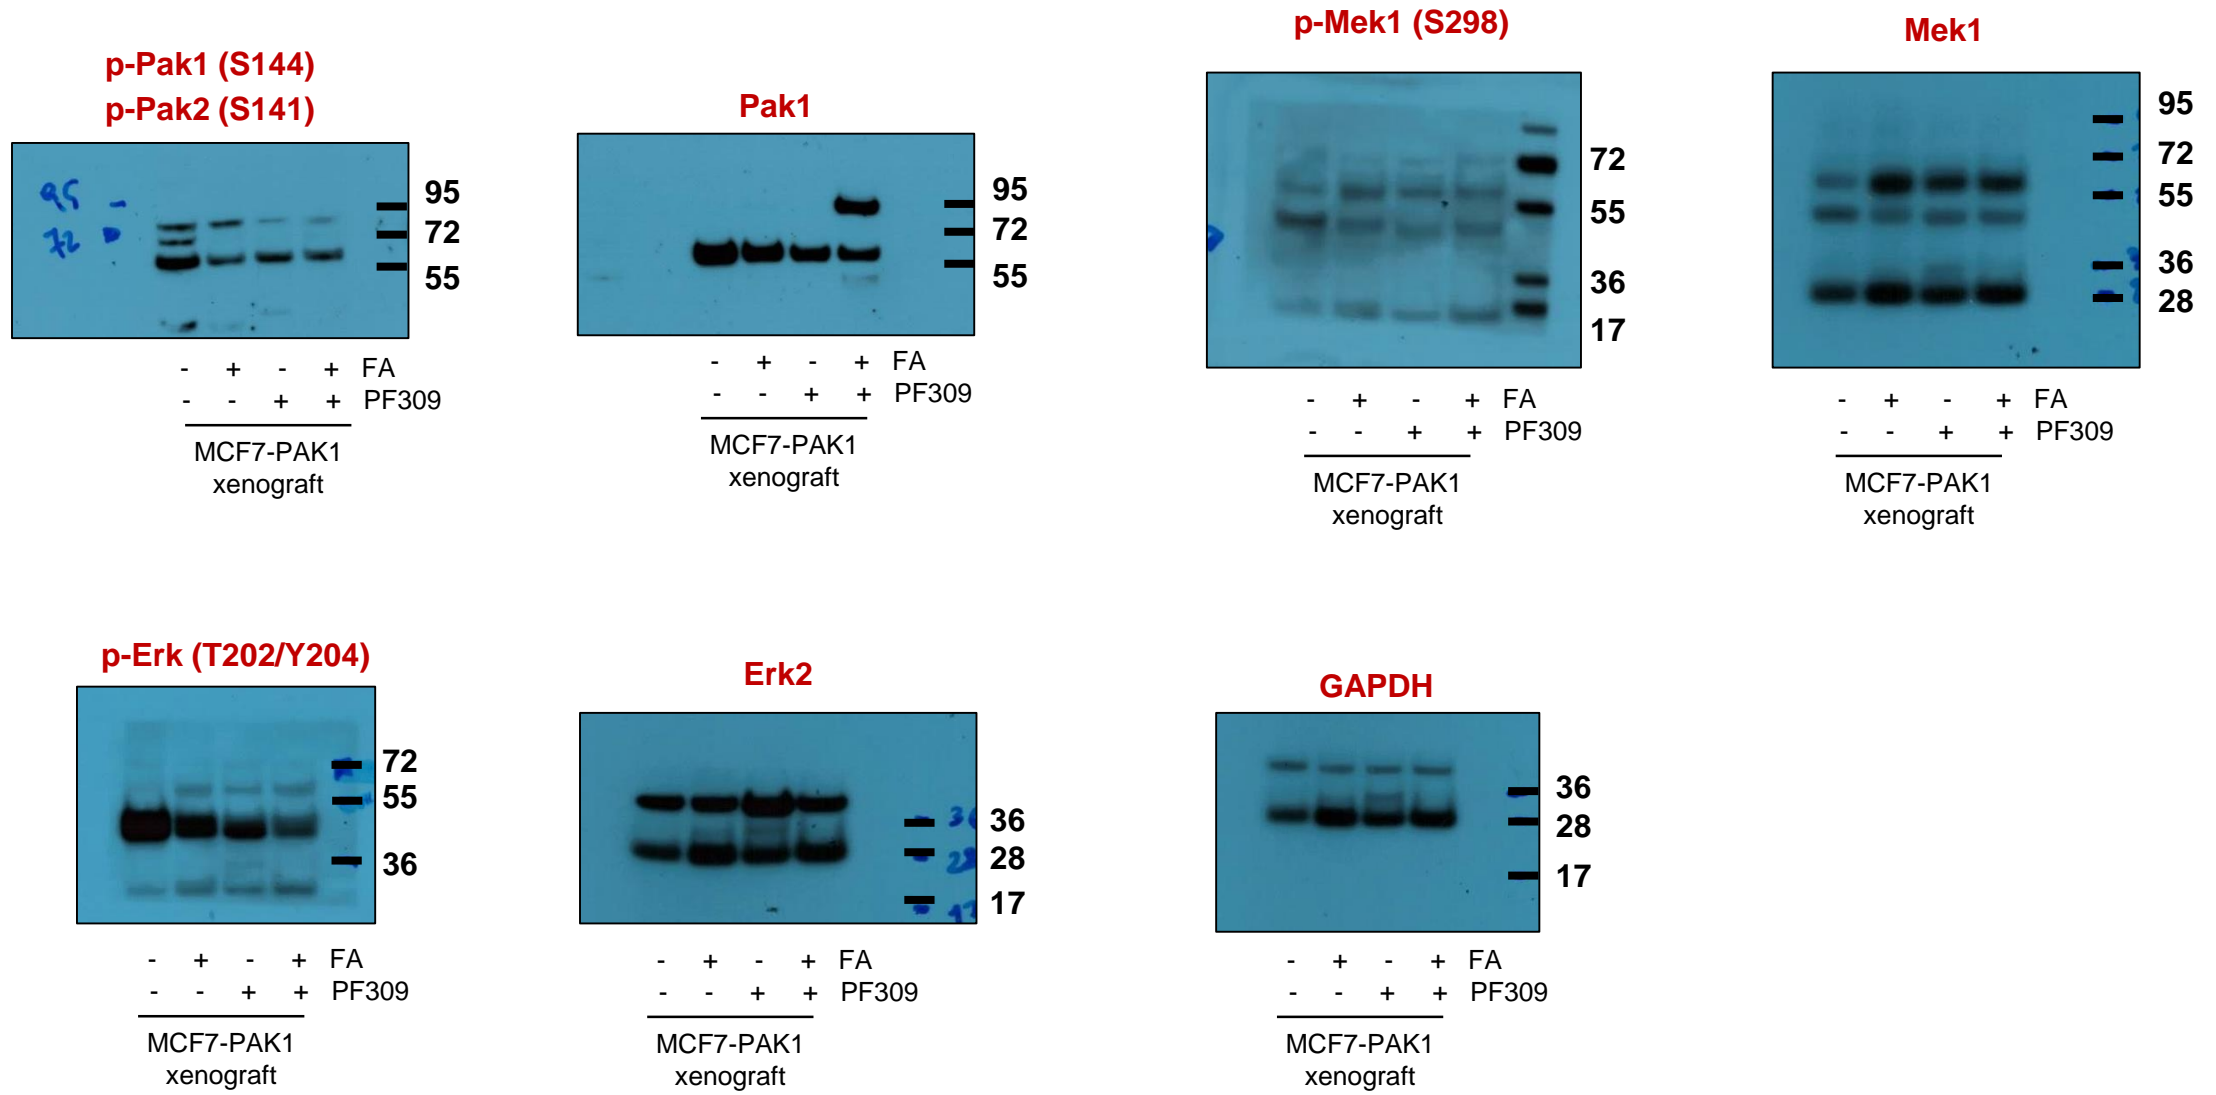 p-Pak1 (S144)
p-Pak2 (S141)
95
72
95
72
55
- + - + FA
- - + + PF309
MCF7-PAK1
xenograft
Pak1
95
72
55
- + - + FA
- - + + PF309
MCF7-PAK1
xenograft
p-Mek1 (S298)
72
55
36
17
- + - + FA
- - + + PF309
MCF7-PAK1
xenograft
Mek1
95
72
55
36
28
- + - + FA
- - + + PF309
MCF7-PAK1
xenograft
p-Erk (T202/Y204)
72
55
36
- + - + FA
- - + + PF309
MCF7-PAK1
xenograft
Erk2
36
28
17
28
17
- + - + FA
- - + + PF309
MCF7-PAK1
xenograft
GAPDH
36
28
17
- + - + FA
- - + + PF309
MCF7-PAK1
xenograft